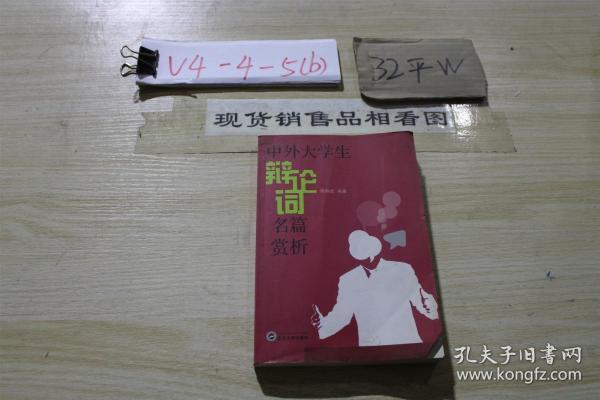 V4-4-5(b)
32平W
现货销售品相看图
中外大学生
辩论词
名篇
赏析
孔夫子旧书网
www.kongfz.com